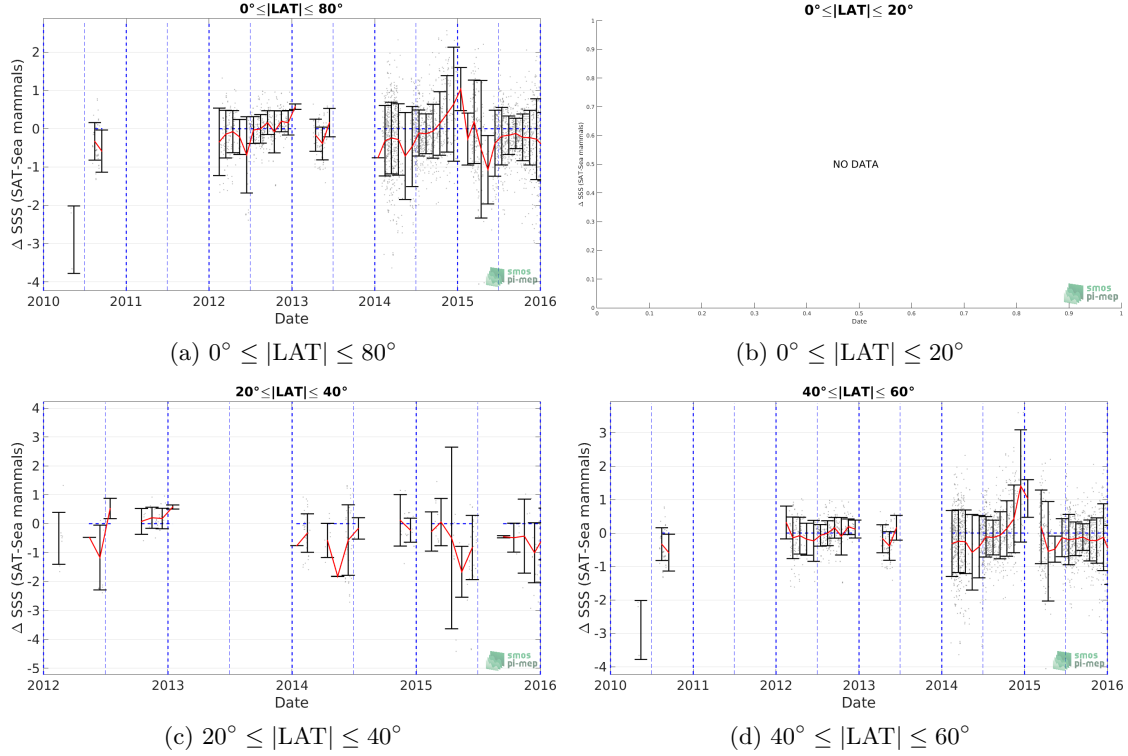 0°≤|LAT|≤ 80°
Δ SSS (SAT-Sea mammals)
2
1
0
-1
-2
-3
-4
2010
2011
2012
2013
2014
2015
2016
Date
smos
pi-mep
(a) 0° ≤ |LAT| ≤ 80°
0°≤|LAT|≤ 20°
Δ SSS (SAT-Sea mammals)
1
0.9
0.8
0.7
0.6
0.5
0.4
0.3
0.2
0.1
0
NO DATA
0
0.1
0.2
0.3
0.4
0.5
0.6
0.7
0.8
0.9
1
Date
smos
pi-mep
(b) 0° ≤ |LAT| ≤ 20°
20°≤|LAT|≤ 40°
Δ SSS (SAT-Sea mammals)
4
3
2
1
0
-1
-2
-3
-4
-5
2012
2013
2014
2015
2016
Date
smos
pi-mep
(c) 20° ≤ |LAT| ≤ 40°
40°≤|LAT|≤ 60°
Δ SSS (SAT-Sea mammals)
3
2
1
0
-1
-2
-3
-4
2010
2011
2012
2013
2014
2015
2016
Date
smos
pi-mep
(d) 40° ≤ |LAT| ≤ 60°